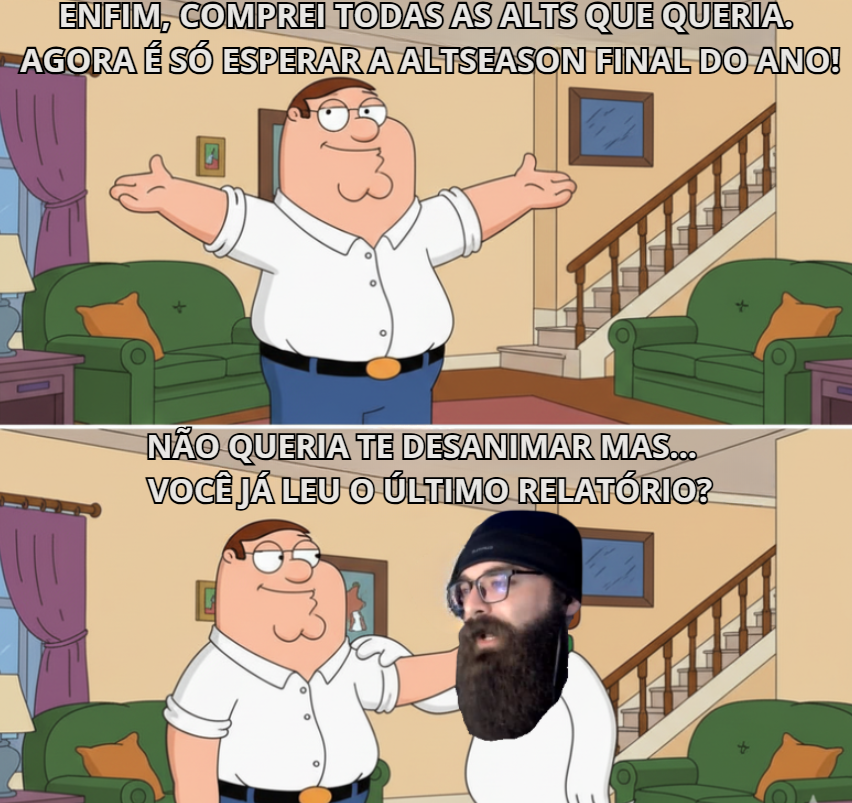 ENFIM, COMPREI TODAS AS ALTS QUE QUERIA.
AGORA É SÓ ESPERAR A ALTSEASON FINAL DO ANO!
NÃO QUERIA TE DESANIMAR MAS...
VOCÊ JÁ LEU O ÚLTIMO RELATÓRIO?